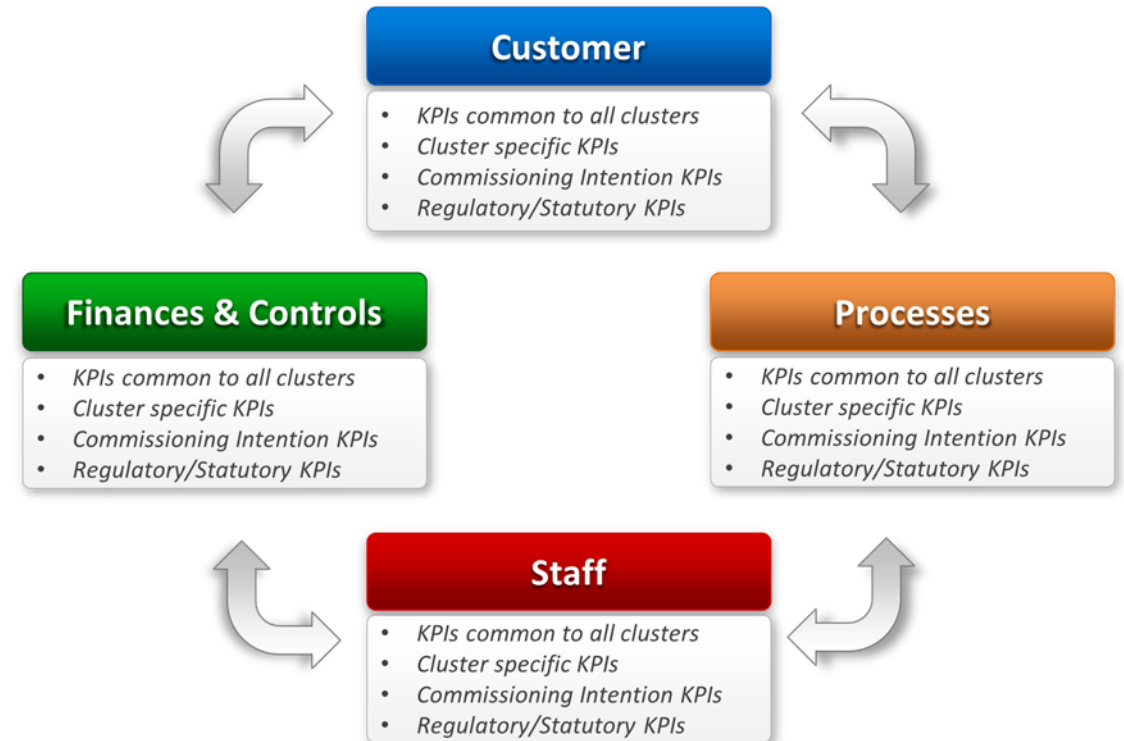 Customer
• KPIs common to all clusters
• Cluster specific KPIs
• Commissioning Intention KPIs
• Regulatory/Statutory KPIs
Finances & Controls
• KPIs common to all clusters
• Cluster specific KPIs
• Commissioning Intention KPIs
• Regulatory/Statutory KPIs
Processes
• KPIs common to all clusters
• Cluster specific KPIs
• Commissioning Intention KPIs
• Regulatory/Statutory KPIs
Staff
• KPIs common to all clusters
• Cluster specific KPIs
• Commissioning Intention KPIs
• Regulatory/Statutory KPIs